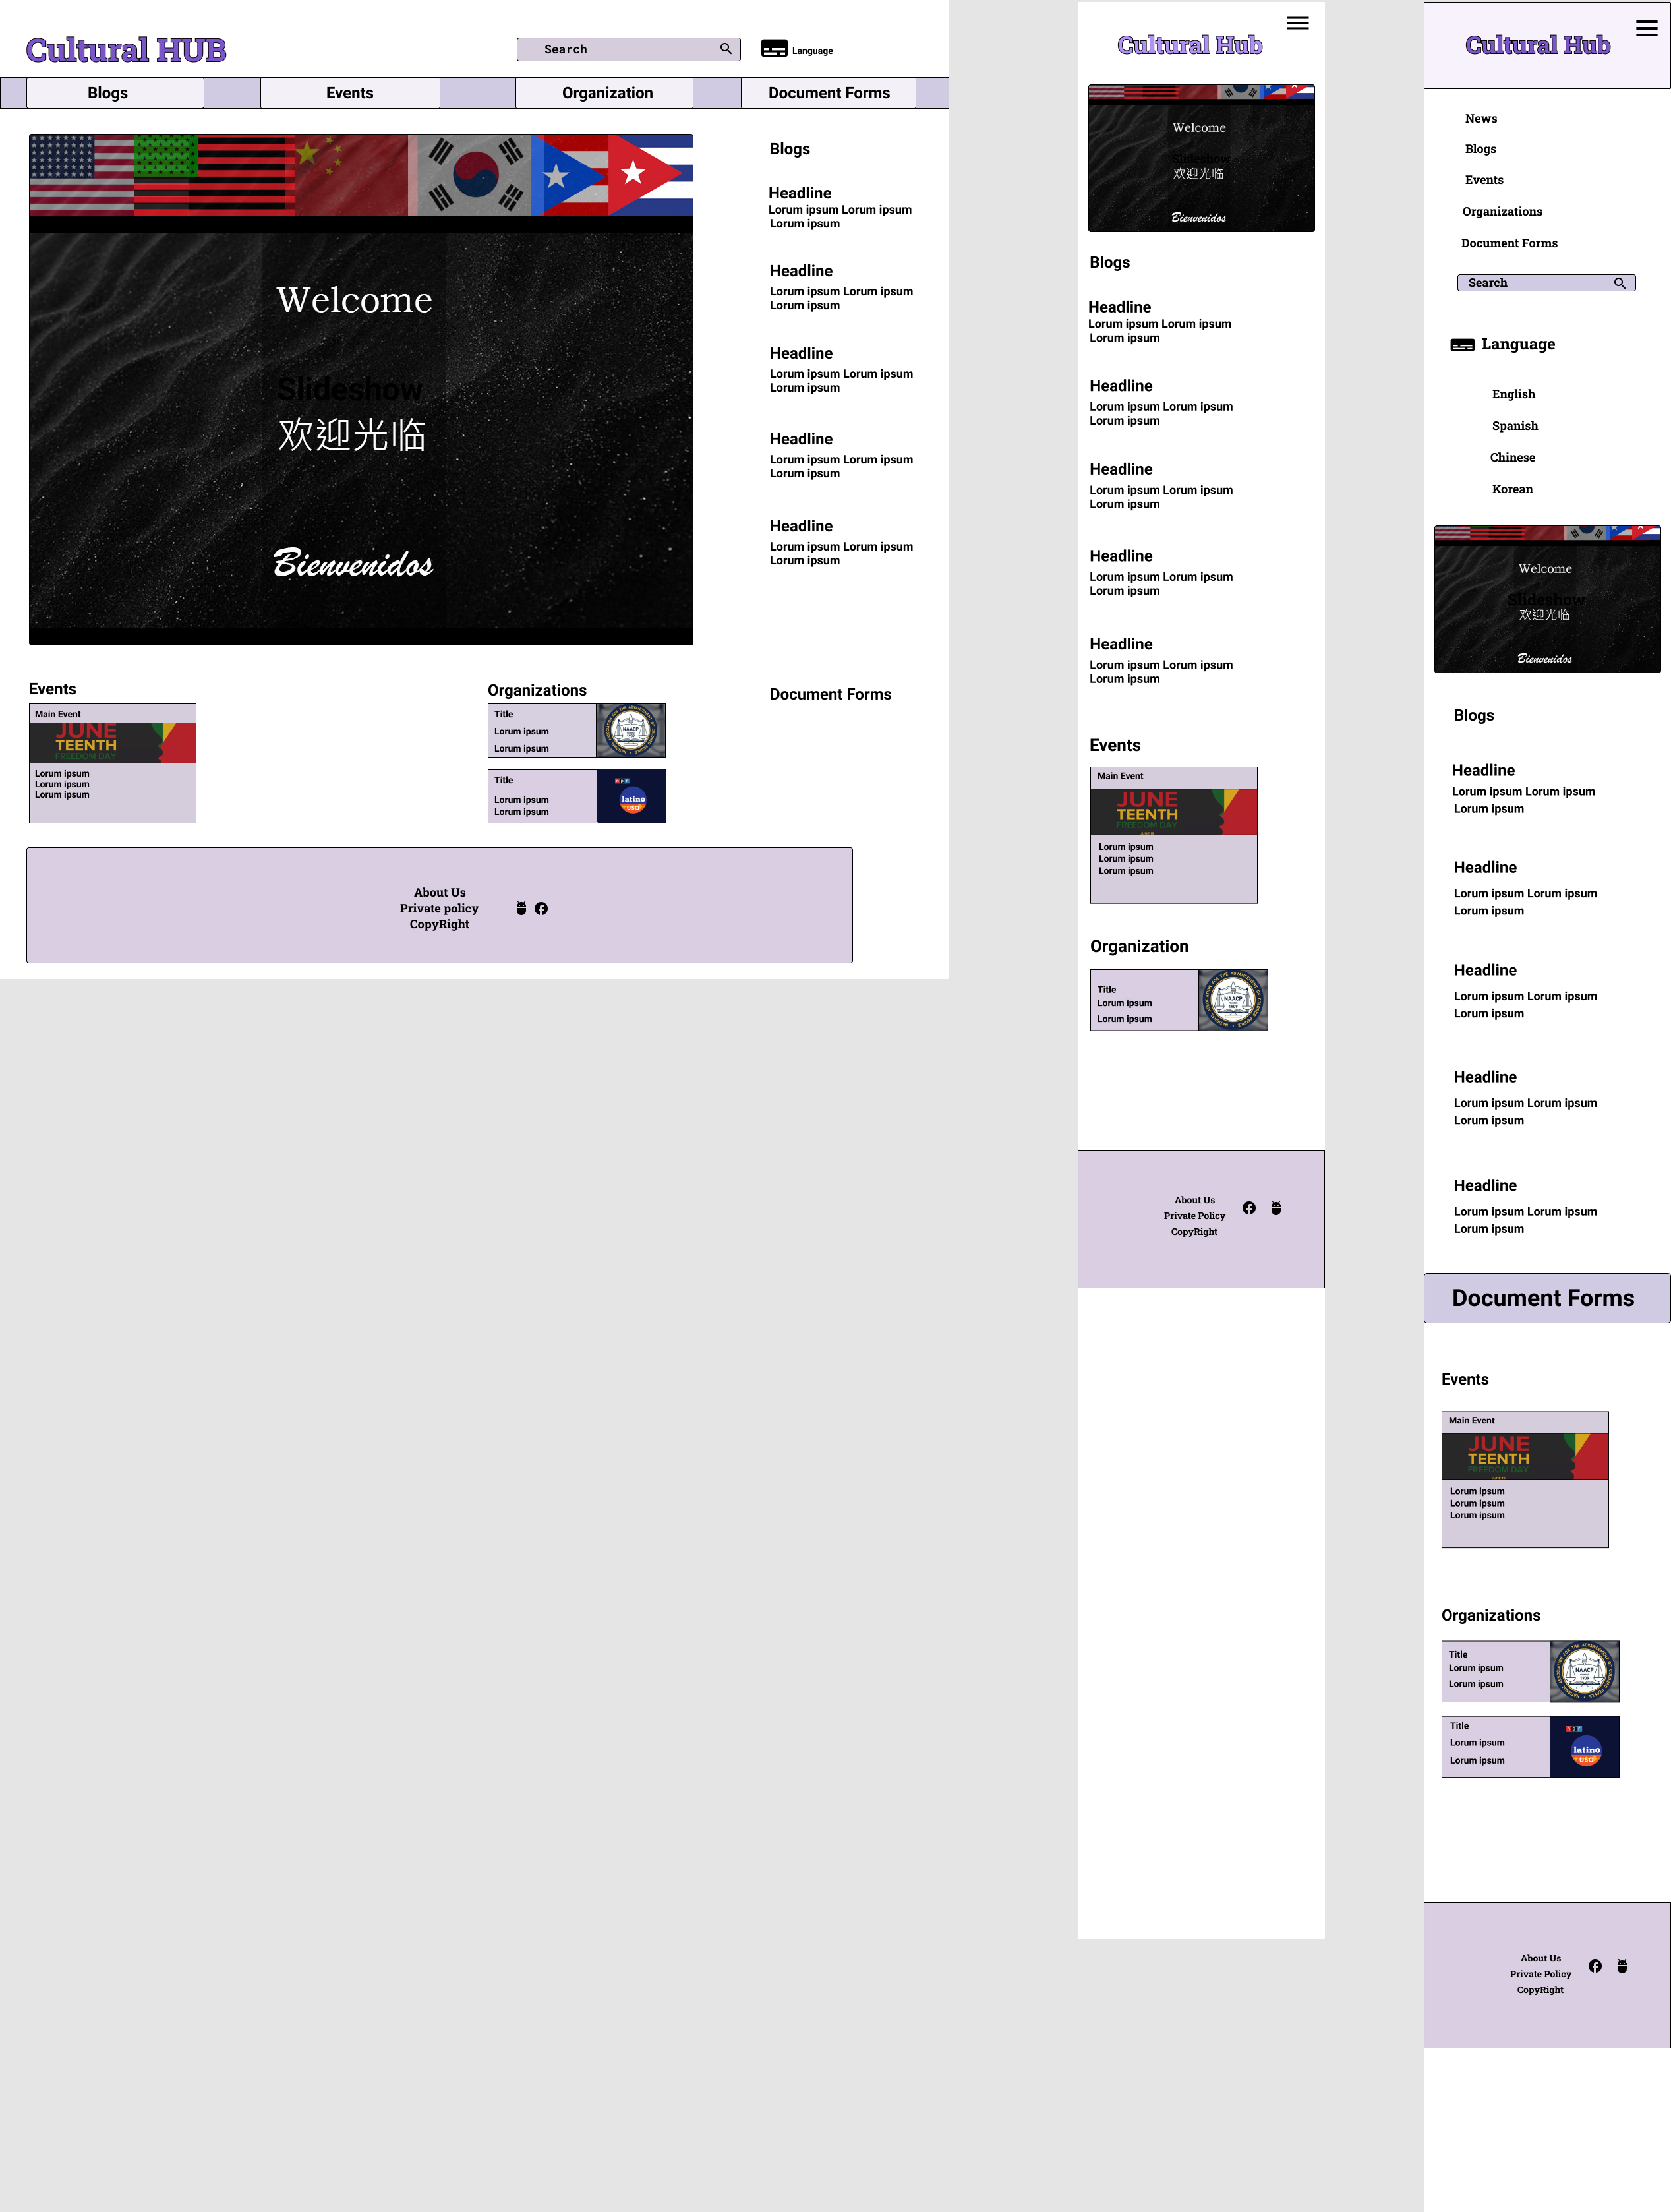 Cultural HUB
Search
Language
Blogs
Events
Organization
Document Forms
Welcome
Slideshow
欢迎光临
Bienvenidos
Blogs
Headline
Lorum ipsum Lorum ipsum
Lorum ipsum
Headline
Lorum ipsum Lorum ipsum
Lorum ipsum
Headline
Lorum ipsum Lorum ipsum
Lorum ipsum
Headline
Lorum ipsum Lorum ipsum
Lorum ipsum
Headline
Lorum ipsum Lorum ipsum
Lorum ipsum
Events
Main Event
JUNE
TEENTH
FREEDOM DAY
Lorum ipsum
Lorum ipsum
Lorum ipsum
Organizations
Title
Lorum ipsum
Lorum ipsum
NAACP
Title
Lorum ipsum
Lorum ipsum
latino
USA
Document Forms
About Us
Private policy
CopyRight
Cultural Hub
Welcome
Slideshow
欢迎光临
Bienvenidos
Blogs
Headline
Lorum ipsum Lorum ipsum
Lorum ipsum
Headline
Lorum ipsum Lorum ipsum
Lorum ipsum
Headline
Lorum ipsum Lorum ipsum
Lorum ipsum
Headline
Lorum ipsum Lorum ipsum
Lorum ipsum
Headline
Lorum ipsum Lorum ipsum
Lorum ipsum
Events
Main Event
JUNE
TEENTH
FREEDOM DAY
Lorum ipsum
Lorum ipsum
Lorum ipsum
Organization
Title
Lorum ipsum
Lorum ipsum
NAACP
About Us
Private Policy
CopyRight
Cultural Hub
News
Blogs
Events
Organizations
Document Forms
Search
Language
English
Spanish
Chinese
Korean
Welcome
Slideshow
欢迎光临
Bienvenidos
Blogs
Headline
Lorum ipsum Lorum ipsum
Lorum ipsum
Headline
Lorum ipsum Lorum ipsum
Lorum ipsum
Headline
Lorum ipsum Lorum ipsum
Lorum ipsum
Headline
Lorum ipsum Lorum ipsum
Lorum ipsum
Headline
Lorum ipsum Lorum ipsum
Lorum ipsum
Document Forms
Events
Main Event
JUNE
TEENTH
FREEDOM DAY
Lorum ipsum
Lorum ipsum
Lorum ipsum
Organizations
Title
Lorum ipsum
Lorum ipsum
NAACP
Title
Lorum ipsum
Lorum ipsum
latino
USA
About Us
Private Policy
CopyRight